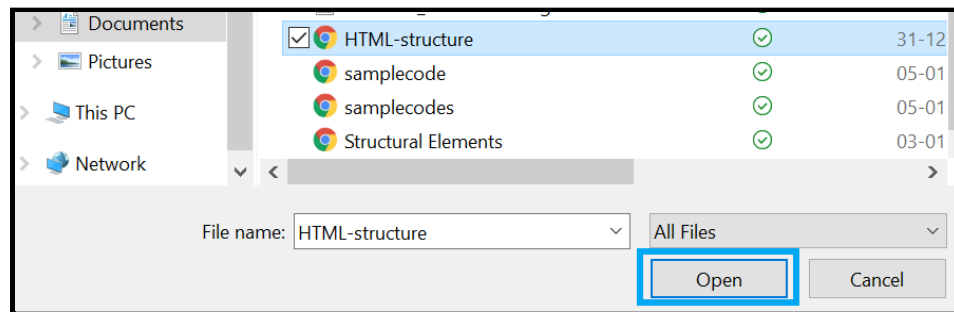 Documents
HTML-structure 31-12
Pictures
samplecode 05-01
This PC
samplecodes 05-01
Structural Elements 03-01
Network
File name: HTML-structure All Files
Open Cancel